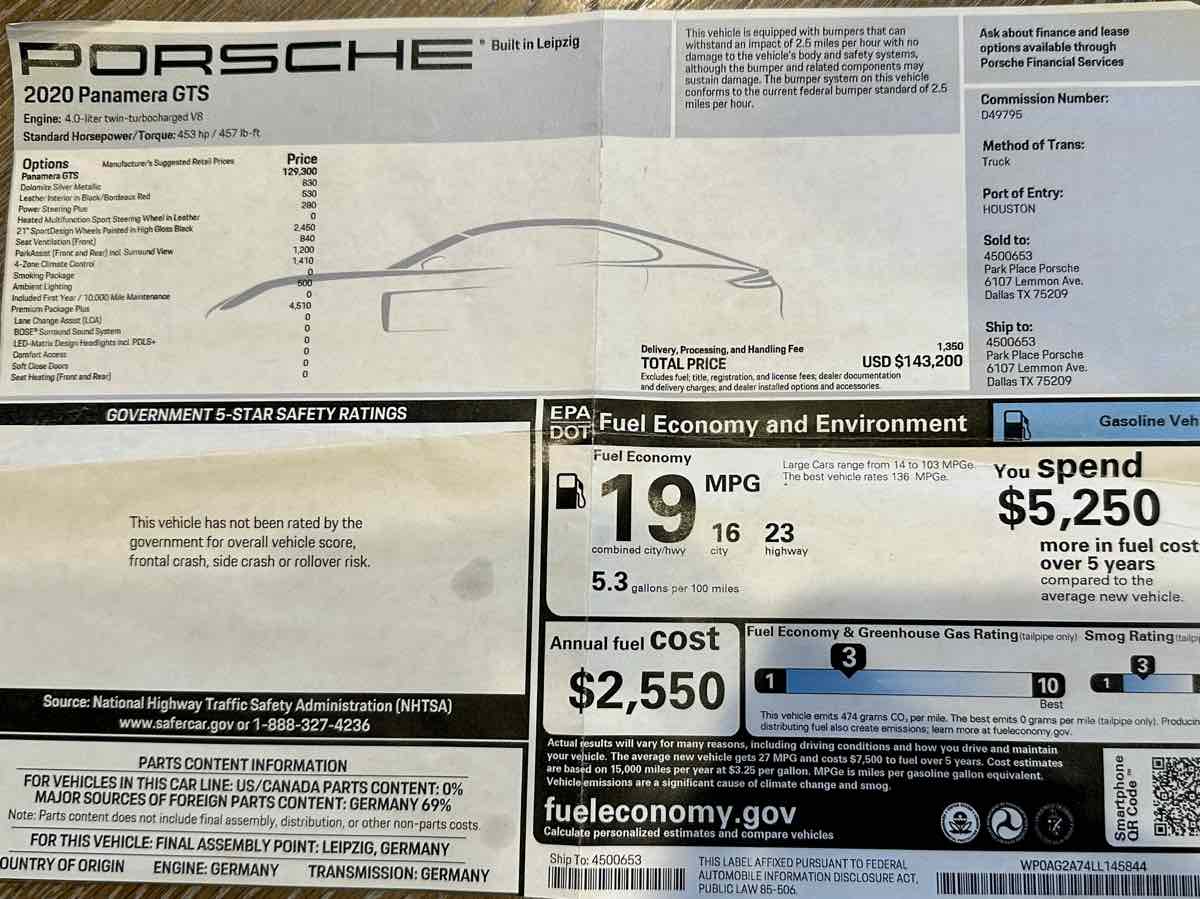 PORSCHE® Built in Leipzig
2020 Panamera GTS
Engine: 4.0-liter twin-turbocharged V8
Standard Horsepower/Torque: 453 hp / 457 lb-ft
This vehicle is equipped with bumpers that can
withstand an impact of 2.5 miles per hour with no
damage to the vehicle's body and safety systems,
although the bumper and related components may
sustain damage. The bumper system on this vehicle
conforms to the current federal bumper standard of 2.5
miles per hour.
Ask about finance and lease
options available through
Porsche Financial Services
Commission Number:
D49795
Method of Trans:
Truck
Port of Entry:
HOUSTON
Sold to:
4500653
Park Place Porsche
6107 Lemmon Ave.
Dallas TX 75209
Ship to:
4500653
Park Place Porsche
6107 Lemmon Ave.
Dallas TX 75209
Options Manufacturer's Suggested Retail Prices Price
Panamera GTS 129,300
Dolomite Silver Metallic 830
Leather Interior in Black/Bordeaux Red 530
Power Steering Plus 280
Heated Multifunction Sport Steering Wheel in Leather 0
21" SportDesign Wheels Painted in High Gloss Black 2,450
Seat Ventilation (Front) 840
ParkAssist (Front and Rear) incl. Surround View 1,200
4-Zone Climate Control 1,410
Smoking Package 0
Ambient Lighting 500
Included First Year / 10,000 Mile Maintenance 0
Premium Package Plus 4,510
Lane Change Assist (LCA) 0
BOSE® Surround Sound System 0
LED-Matrix Design Headlights incl. PDLS+ 0
Comfort Access 0
Soft Close Doors 0
Seat Heating (Front and Rear) 0
Delivery, Processing, and Handling Fee 1,350
TOTAL PRICE USD $143,200
Excludes fuel; title, registration, and license fees; dealer documentation
and delivery charges; and dealer installed options and accessories.
GOVERNMENT 5-STAR SAFETY RATINGS
This vehicle has not been rated by the
government for overall vehicle score,
frontal crash, side crash or rollover risk.
Source: National Highway Traffic Safety Administration (NHTSA)
www.safercar.gov or 1-888-327-4236
PARTS CONTENT INFORMATION
FOR VEHICLES IN THIS CAR LINE: US/CANADA PARTS CONTENT: 0%
MAJOR SOURCES OF FOREIGN PARTS CONTENT: GERMANY 69%
Note: Parts content does not include final assembly, distribution, or other non-parts costs.
FOR THIS VEHICLE: FINAL ASSEMBLY POINT: LEIPZIG, GERMANY
OUNTRY OF ORIGIN ENGINE: GERMANY TRANSMISSION: GERMANY
EPA
DOT Fuel Economy and Environment
Gasoline Veh
Fuel Economy
19 MPG
combined city/hwy
16
city
23
highway
5.3 gallons per 100 miles
Large Cars range from 14 to 103 MPGe.
The best vehicle rates 136 MPGe.
You spend
$5,250
more in fuel cost
over 5 years
compared to the
average new vehicle.
Annual fuel cost
$2,550
Fuel Economy & Greenhouse Gas Rating (tailpipe only)
3
1 10
Best
Smog Rating (tailpi
3
1
This vehicle emits 474 grams CO₂ per mile. The best emits 0 grams per mile (tailpipe only). Producin
distributing fuel also create emissions; learn more at fueleconomy.gov.
Actual results will vary for many reasons, including driving conditions and how you drive and maintain
your vehicle. The average new vehicle gets 27 MPG and costs $7,500 to fuel over 5 years. Cost estimates
are based on 15,000 miles per year at $3.25 per gallon. MPGe is miles per gasoline gallon equivalent.
Vehicle emissions are a significant cause of climate change and smog.
fueleconomy.gov
Calculate personalized estimates and compare vehicles
Smartphone
QR Code™
Ship To: 4500653
THIS LABEL AFFIXED PURSUANT TO FEDERAL
AUTOMOBILE INFORMATION DISCLOSURE ACT,
PUBLIC LAW 85-506.
WP0AG2A74LL145844